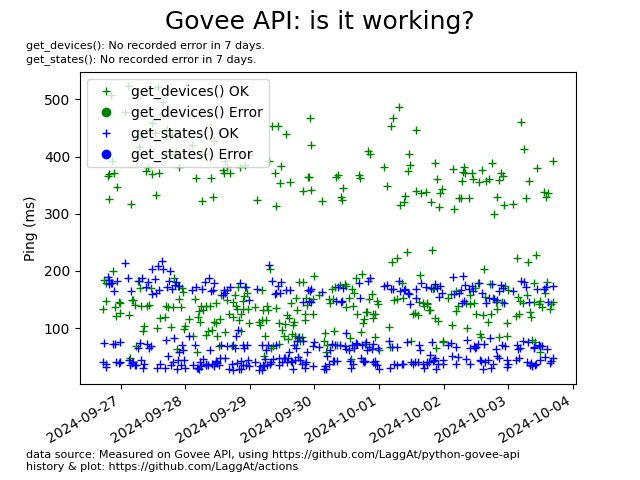 Govee API: is it working?
get_devices(): No recorded error in 7 days.
get_states(): No recorded error in 7 days.
get_devices() OK
get_devices() Error
get_states() OK
get_states() Error
Ping (ms)
500
400
300
200
100
2024-09-27
2024-09-28
2024-09-29
2024-09-30
2024-10-01
2024-10-02
2024-10-03
2024-10-04
data source: Measured on Govee API, using https://github.com/LaggAt/python-govee-api
history & plot: https://github.com/LaggAt/actions